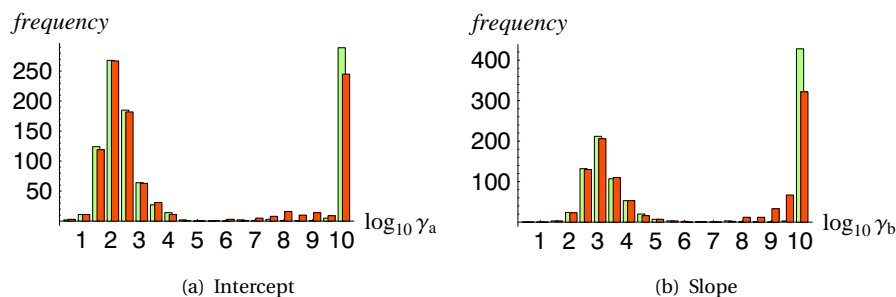 frequency
250
200
150
100
50
1 2 3 4 5 6 7 8 9 10
log₁₀ γₐ
(a) Intercept
frequency
400
300
200
100
1 2 3 4 5 6 7 8 9 10
log₁₀ γ_b
(b) Slope